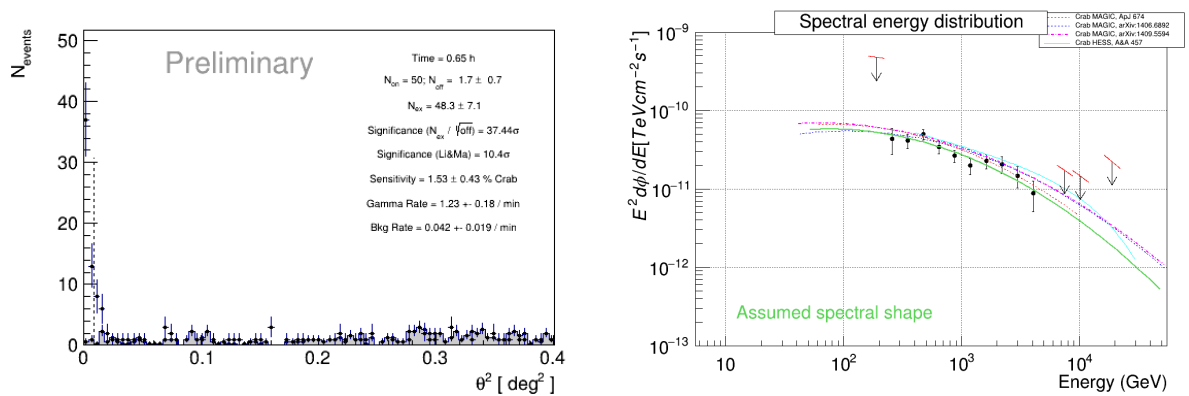 50
40
30
20
10
0
N_events
Preliminary
Time = 0.65 h
N_on = 50; N_off = 1.7 ± 0.7
N_ex = 48.3 ± 7.1
Significance (N_ex / √off) = 37.44σ
Significance (Li&Ma) = 10.4σ
Sensitivity = 1.53 ± 0.43 % Crab
Gamma Rate = 1.23 +- 0.18 / min
Bkg Rate = 0.042 +- 0.019 / min
0 0.1 0.2 0.3 0.4
θ² [ deg² ]
Spectral energy distribution
Crab MAGIC, ApJ 674
Crab MAGIC, arXiv:1406.6892
Crab MAGIC, arXiv:1409.5594
Crab HESS, A&A 457
E² dϕ/dE[TeVcm⁻²s⁻¹]
10⁻⁹
10⁻¹⁰
10⁻¹¹
10⁻¹²
10⁻¹³
Assumed spectral shape
10 10² 10³ 10⁴
Energy (GeV)